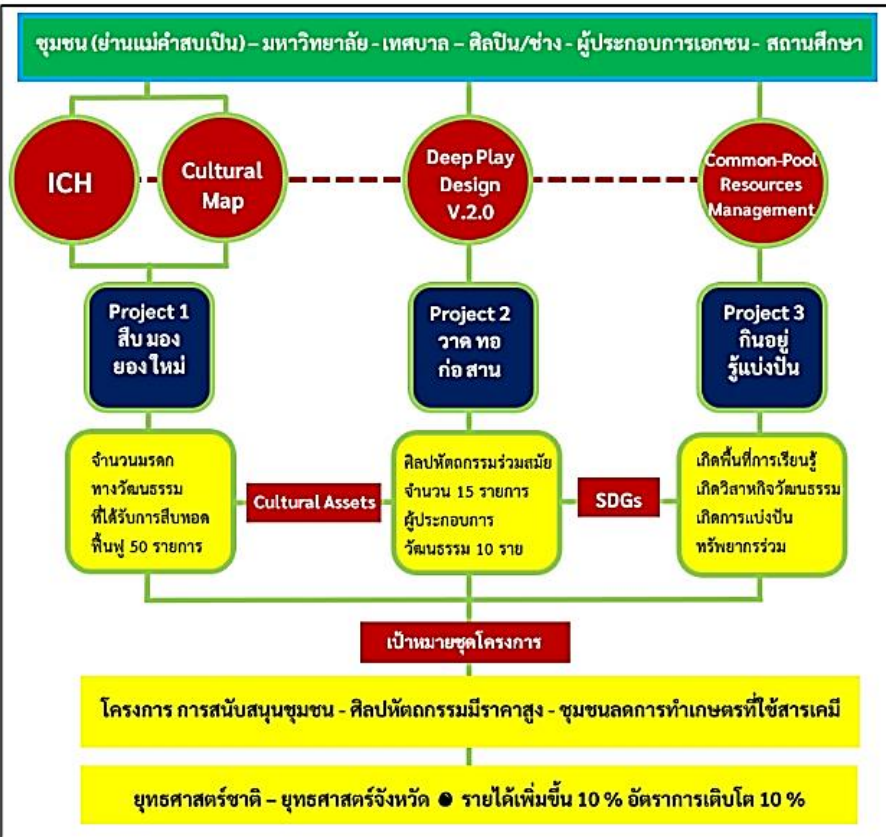 ชุมชน (ย่านแม่คำสบเปิน) – มหาวิทยาลัย - เทศบาล – ศิลปิน/ช่าง - ผู้ประกอบการเอกชน - สถานศึกษา
ICH
Cultural
Map
Deep Play
Design
V.2.0
Common-Pool
Resources
Management
Project 1
สืบ มอง
ยอง ใหม่
Project 2
วาด ทอ
ก่อ สาน
Project 3
กินอยู่
รู้แบ่งปัน
จำนวนมรดก
ทางวัฒนธรรม
ที่ได้รับการสืบทอด
ฟื้นฟู 50 รายการ
Cultural Assets
ศิลปหัตถกรรมร่วมสมัย
จำนวน 15 รายการ
ผู้ประกอบการ
วัฒนธรรม 10 ราย
SDGs
เกิดพื้นที่การเรียนรู้
เกิดวิสาหกิจวัฒนธรรม
เกิดการแบ่งปัน
ทรัพยากรร่วม
เป้าหมายชุดโครงการ
โครงการ การสนับสนุนชุมชน - ศิลปหัตถกรรมมีราคาสูง - ชุมชนลดการทำเกษตรที่ใช้สารเคมี
ยุทธศาสตร์ชาติ – ยุทธศาสตร์จังหวัด ● รายได้เพิ่มขึ้น 10 % อัตราการเติบโต 10 %